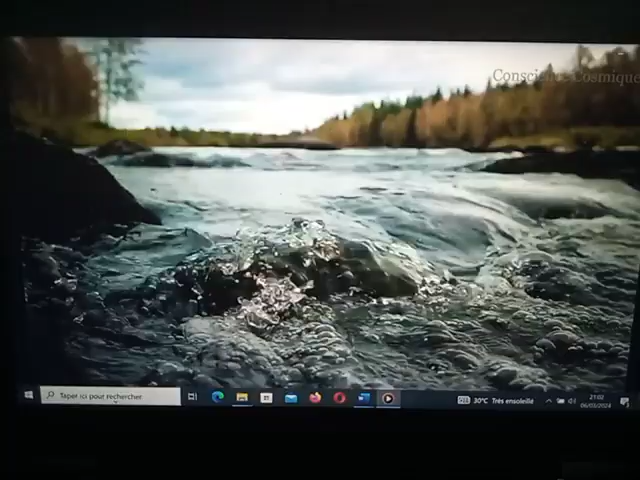 Conscience Cosmique
Taper ici pour rechercher
30°C Très ensoleillé
21:02
06/03/2024